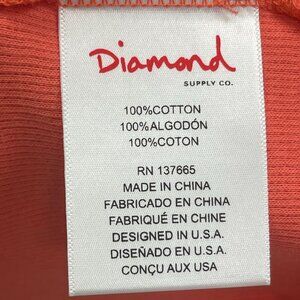 Diamond
SUPPLY CO.
100%COTTON
100%ALGODÓN
100%COTON
RN 137665
MADE IN CHINA
FABRICADO EN CHINA
FABRIQUÉ EN CHINE
DESIGNED IN U.S.A.
DISEÑADO EN U.S.A.
CONÇU AUX USA